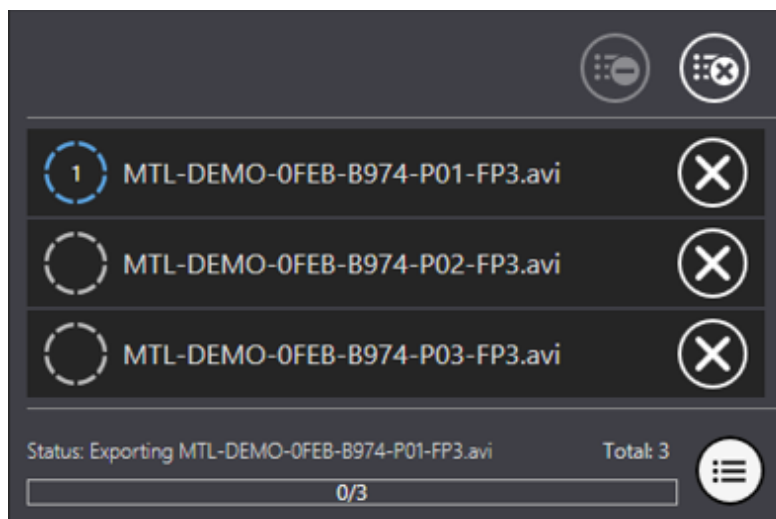 1 MTL-DEMO-0FEB-B974-P01-FP3.avi
MTL-DEMO-0FEB-B974-P02-FP3.avi
MTL-DEMO-0FEB-B974-P03-FP3.avi
Status: Exporting MTL-DEMO-0FEB-B974-P01-FP3.avi Total: 3
0/3